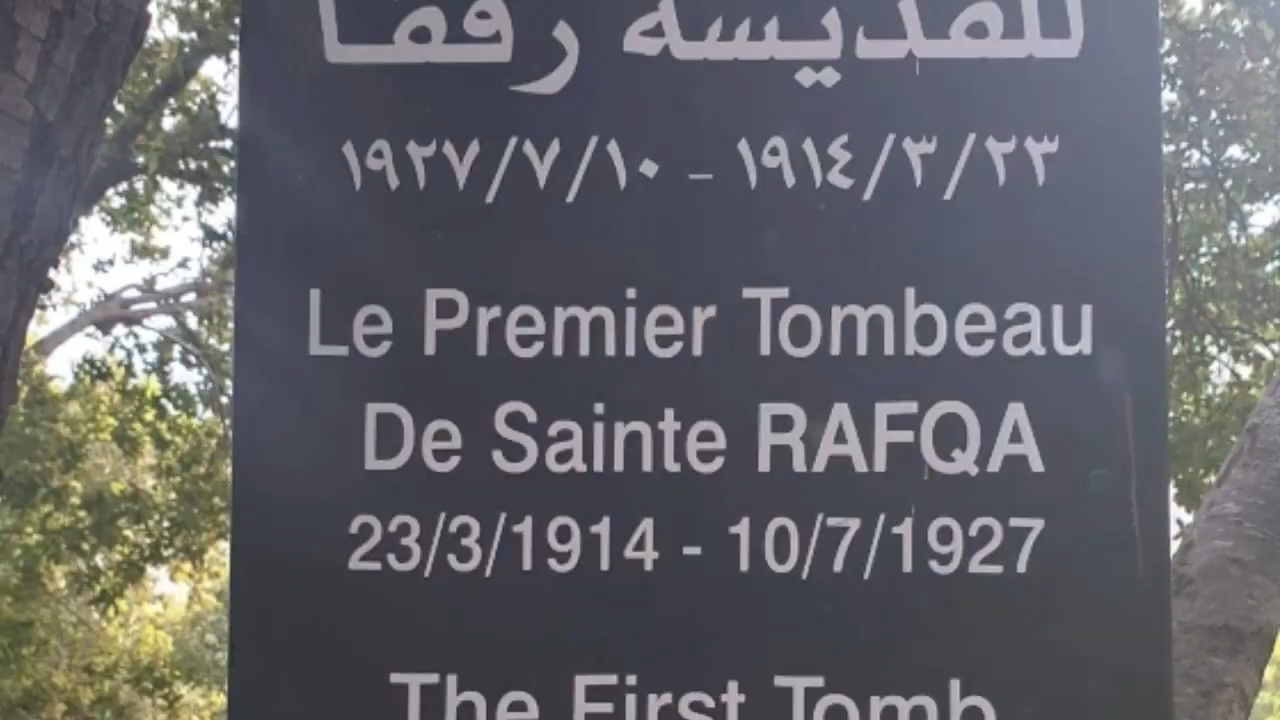 للقديسة رفقا
٢٣/٣/١٩١٤ - ١٩٢٧/٧/١٠
Le Premier Tombeau
De Sainte RAFQA
23/3/1914 - 10/7/1927
The First Tomb